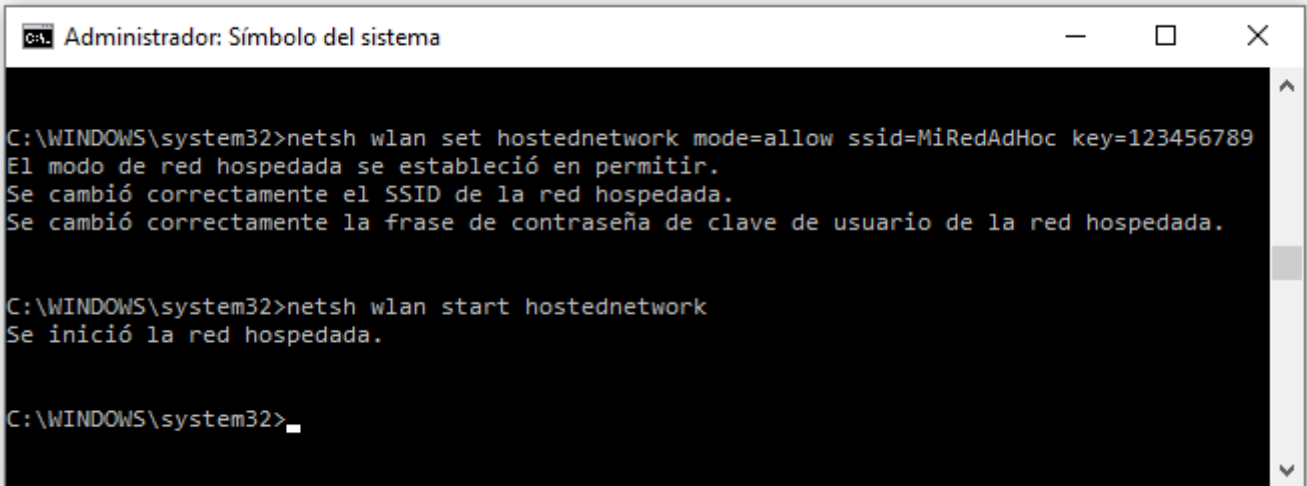 Administrador: Símbolo del sistema
C:\WINDOWS\system32>netsh wlan set hostednetwork mode=allow ssid=MiRedAdHoc key=123456789
El modo de red hospedada se estableció en permitir.
Se cambió correctamente el SSID de la red hospedada.
Se cambió correctamente la frase de contraseña de clave de usuario de la red hospedada.
C:\WINDOWS\system32>netsh wlan start hostednetwork
Se inició la red hospedada.
C:\WINDOWS\system32>